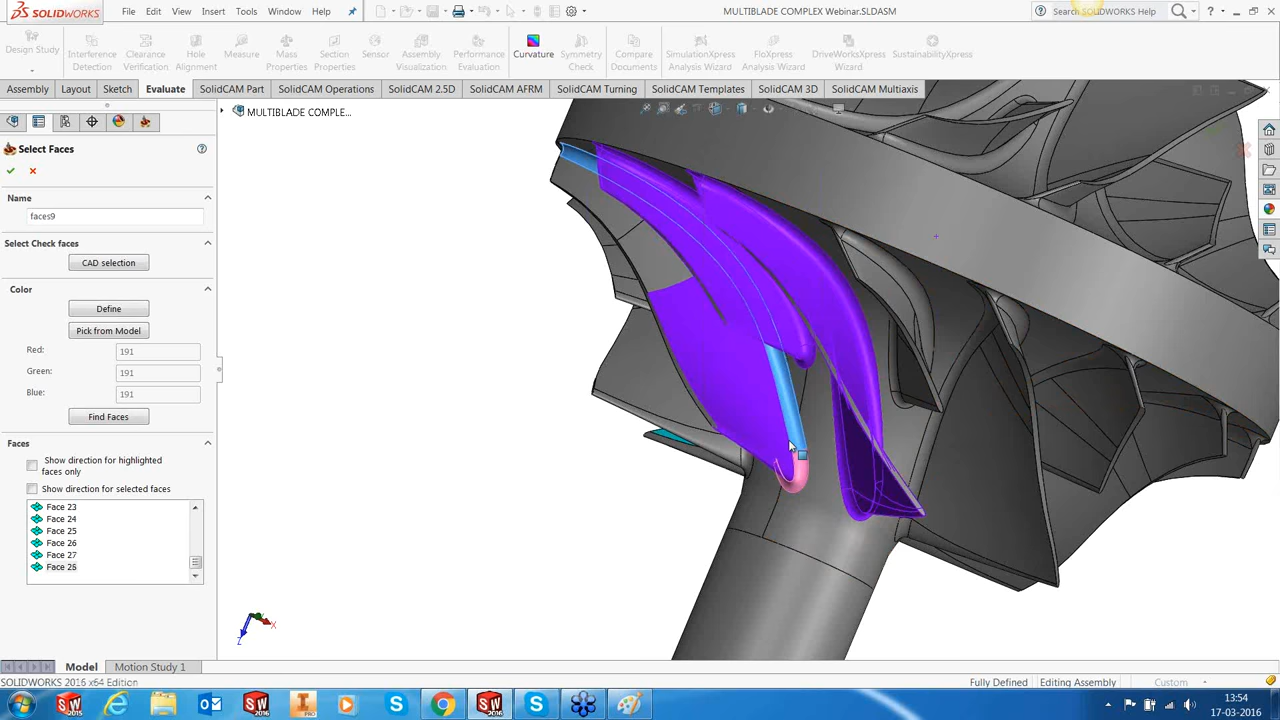 SOLIDWORKS File Edit View Insert Tools Window Help MULTIBLADE COMPLEX Webinar.SLDASM Search SOLIDWORKS Help
Design Study Interference Detection Clearance Verification Hole Alignment Measure Mass Properties Section Properties Sensor Assembly Visualization Performance Evaluation Curvature Symmetry Check Compare Documents SimulationXpress Analysis Wizard FloXpress Analysis Wizard DriveWorksXpress Wizard SustainabilityXpress
Assembly Layout Sketch Evaluate SolidCAM Part SolidCAM Operations SolidCAM 2.5D SolidCAM AFRM SolidCAM Turning SolidCAM Templates SolidCAM 3D SolidCAM Multiaxis
MULTIBLADE COMPLE...
Select Faces
Name
faces9
Select Check faces
CAD selection
Color
Define
Pick from Model
Red: 191
Green: 191
Blue: 191
Find Faces
Faces
Show direction for highlighted
faces only
Show direction for selected faces
Face 23
Face 24
Face 25
Face 26
Face 27
Face 28
X
Z
Model Motion Study 1
SOLIDWORKS 2016 x64 Edition Fully Defined Editing Assembly Custom
13:54
17-03-2016